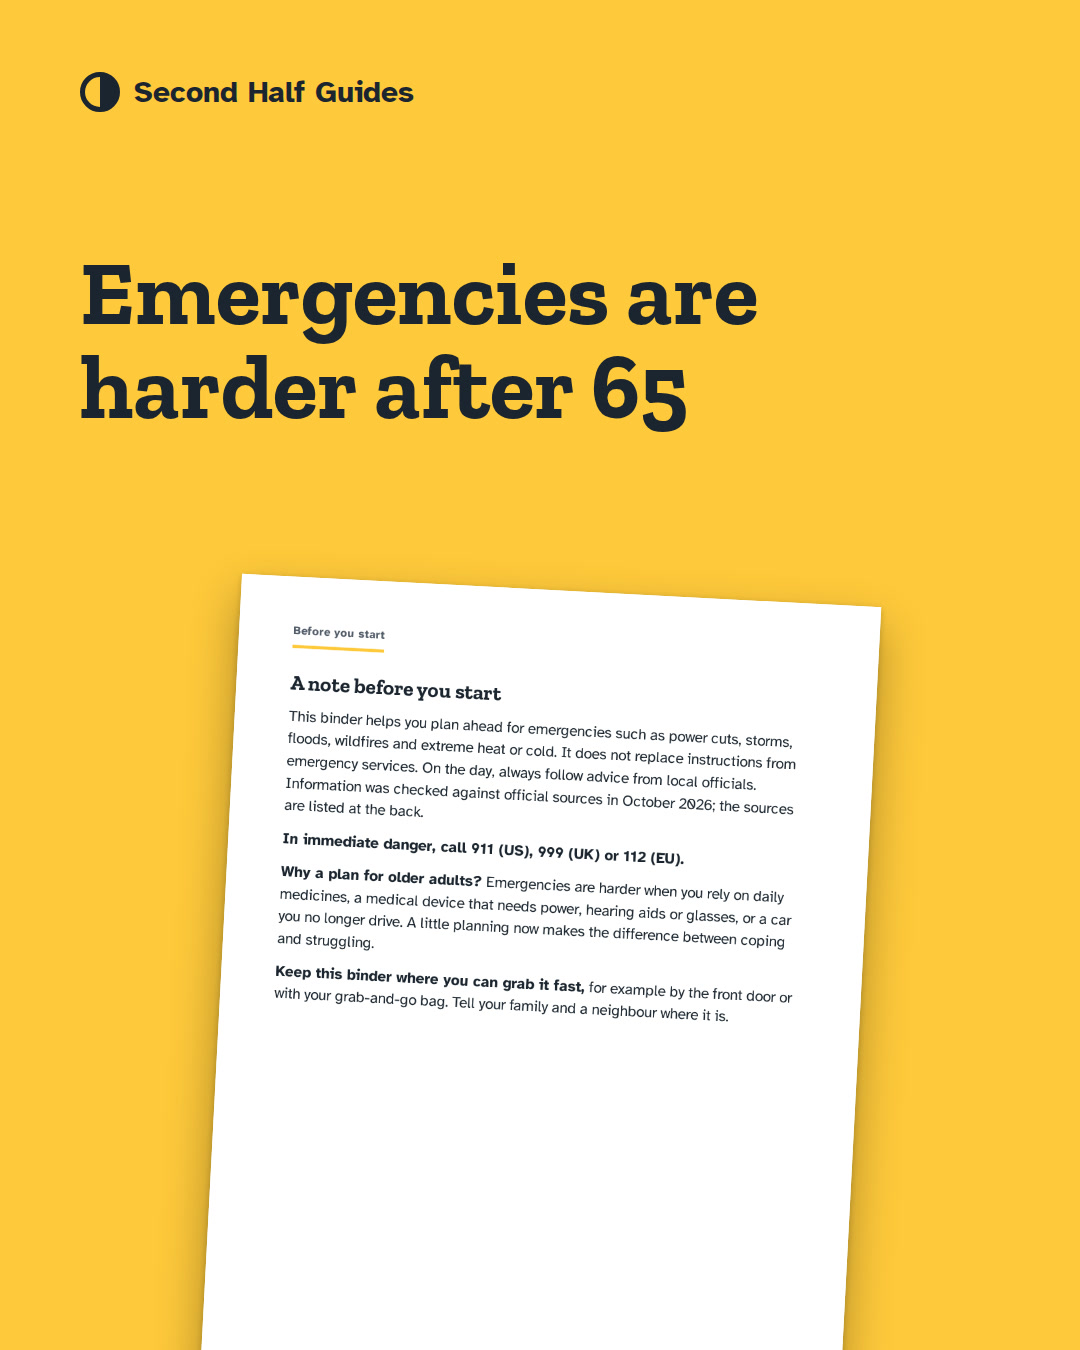 Second Half Guides
Emergencies are
harder after 65
Before you start
A note before you start
This binder helps you plan ahead for emergencies such as power cuts, storms,
floods, wildfires and extreme heat or cold. It does not replace instructions from
emergency services. On the day, always follow advice from local officials.
Information was checked against official sources in October 2026; the sources
are listed at the back.
In immediate danger, call 911 (US), 999 (UK) or 112 (EU).
Why a plan for older adults? Emergencies are harder when you rely on daily
medicines, a medical device that needs power, hearing aids or glasses, or a car
you no longer drive. A little planning now makes the difference between coping
and struggling.
Keep this binder where you can grab it fast, for example by the front door or
with your grab-and-go bag. Tell your family and a neighbour where it is.